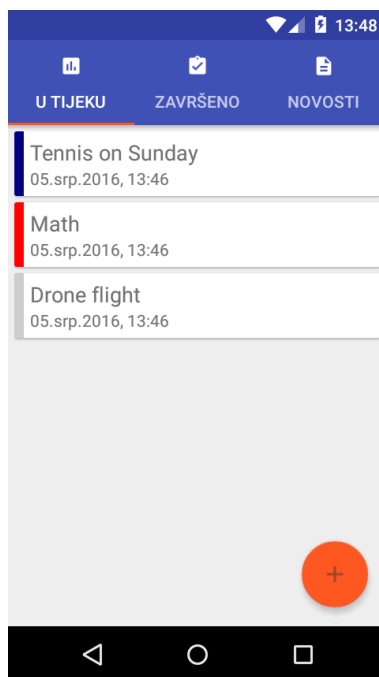 13:48
U TIJEKU
ZAVRŠENO
NOVOSTI
Tennis on Sunday
05.srp.2016, 13:46
Math
05.srp.2016, 13:46
Drone flight
05.srp.2016, 13:46
+